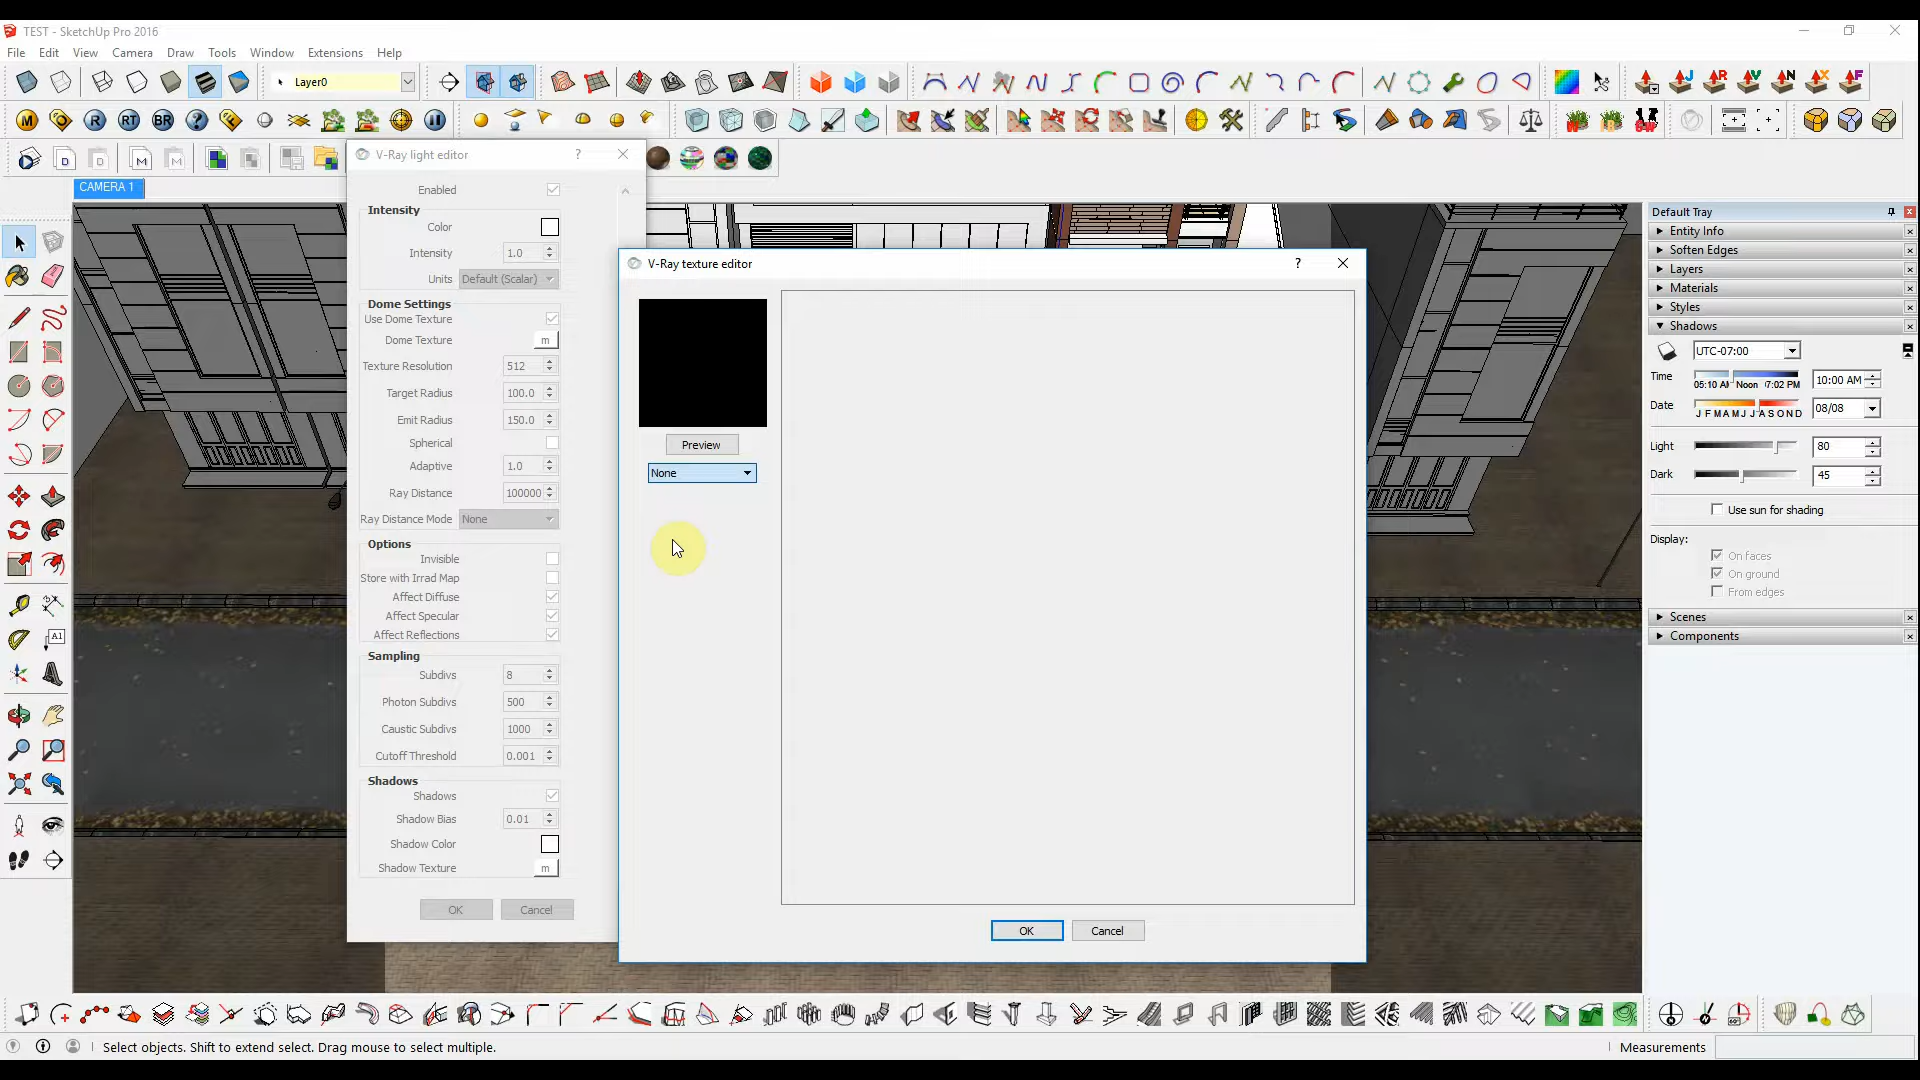 TEST - SketchUp Pro 2016
File Edit View Camera Draw Tools Window Extensions Help
Layer0
J R V N X F
M R RT BR ?
D D M M
V-Ray light editor ?
CAMERA 1
Enabled
Intensity
Color
Intensity 1.0
Units Default (Scalar)
Dome Settings
Use Dome Texture
Dome Texture m
Texture Resolution 512
Target Radius 100.0
Emit Radius 150.0
Spherical
Adaptive 1.0
Ray Distance 100000
Ray Distance Mode None
Options
Invisible
Store with Irrad Map
Affect Diffuse
Affect Specular
Affect Reflections
Sampling
Subdivs 8
Photon Subdivs 500
Caustic Subdivs 1000
Cutoff Threshold 0.001
Shadows
Shadows
Shadow Bias 0.01
Shadow Color
Shadow Texture m
OK Cancel
V-Ray texture editor ?
Preview
None
OK Cancel
Default Tray
Entity Info
Soften Edges
Layers
Materials
Styles
Shadows
UTC-07:00
Time 05:10 AM Noon 07:02 PM 10:00 AM
Date J F M A M J J A S O N D 08/08
Light 80
Dark 45
Use sun for shading
Display:
On faces
On ground
From edges
Scenes
Components
A1
Select objects. Shift to extend select. Drag mouse to select multiple.
Measurements